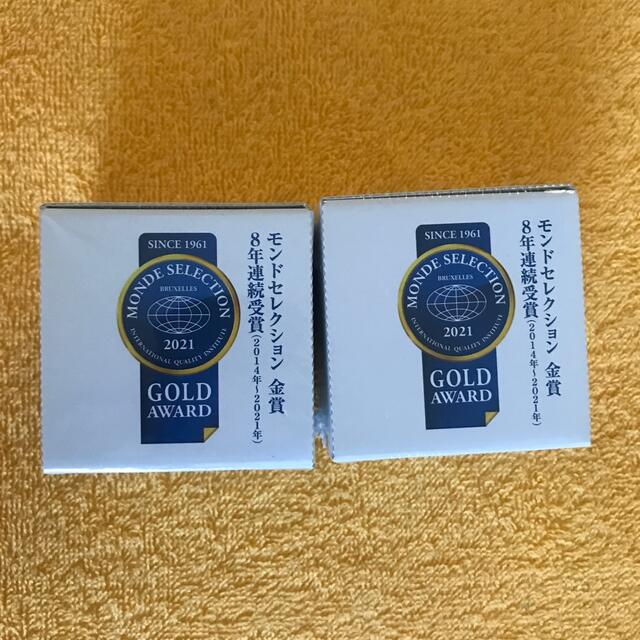 SINCE 1961
MONDE SELECTION
BRUXELLES
2021
INTERNATIONAL QUALITY INSTITUTE
GOLD
AWARD
モンドセレクション 金賞
8年連続受賞(2014年~2021年)
SINCE 1961
MONDE SELECTION
BRUXELLES
2021
INTERNATIONAL QUALITY INSTITUTE
GOLD
AWARD
モンドセレクション 金賞
8年連続受賞(2014年~2021年)